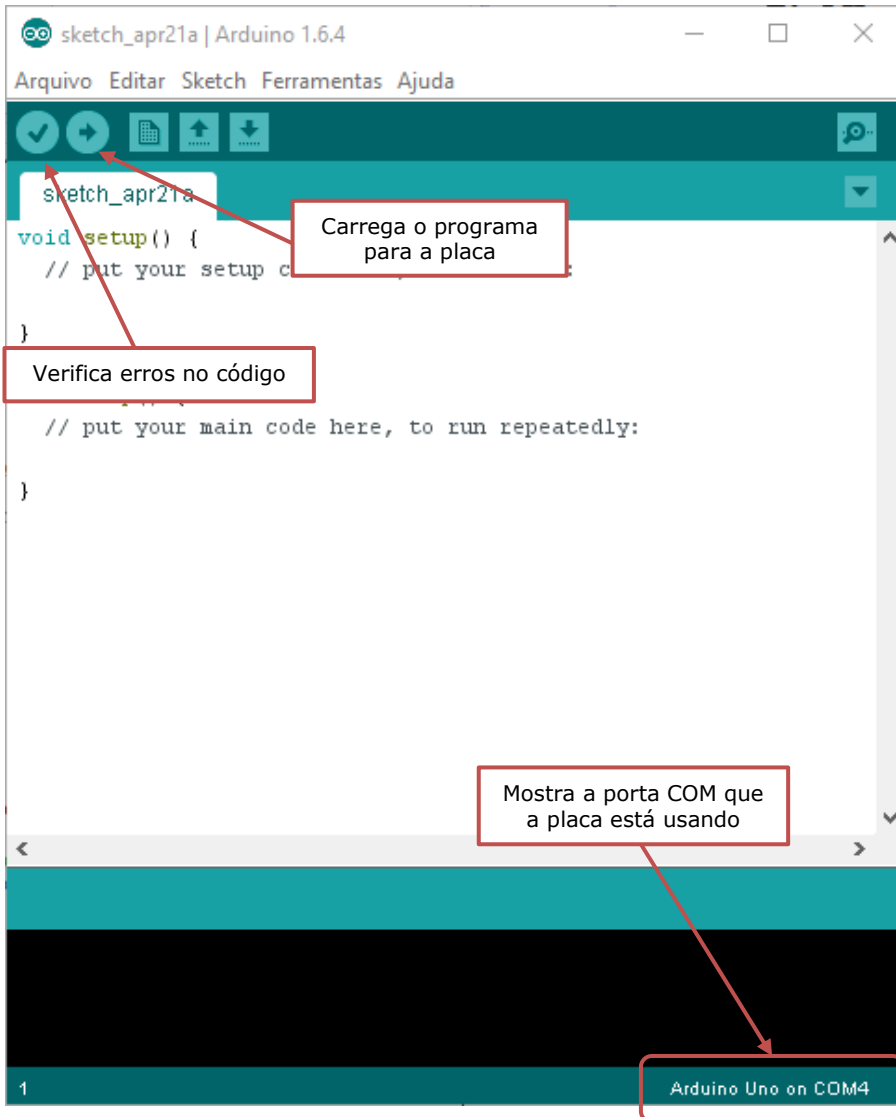 sketch_apr21a | Arduino 1.6.4
Arquivo Editar Sketch Ferramentas Ajuda
sketch_apr21a
Carrega o programa
para a placa
void setup() {
// put your setup
}
Verifica erros no código
// put your main code here, to run repeatedly:
}
Mostra a porta COM que
a placa está usando
1
Arduino Uno on COM4